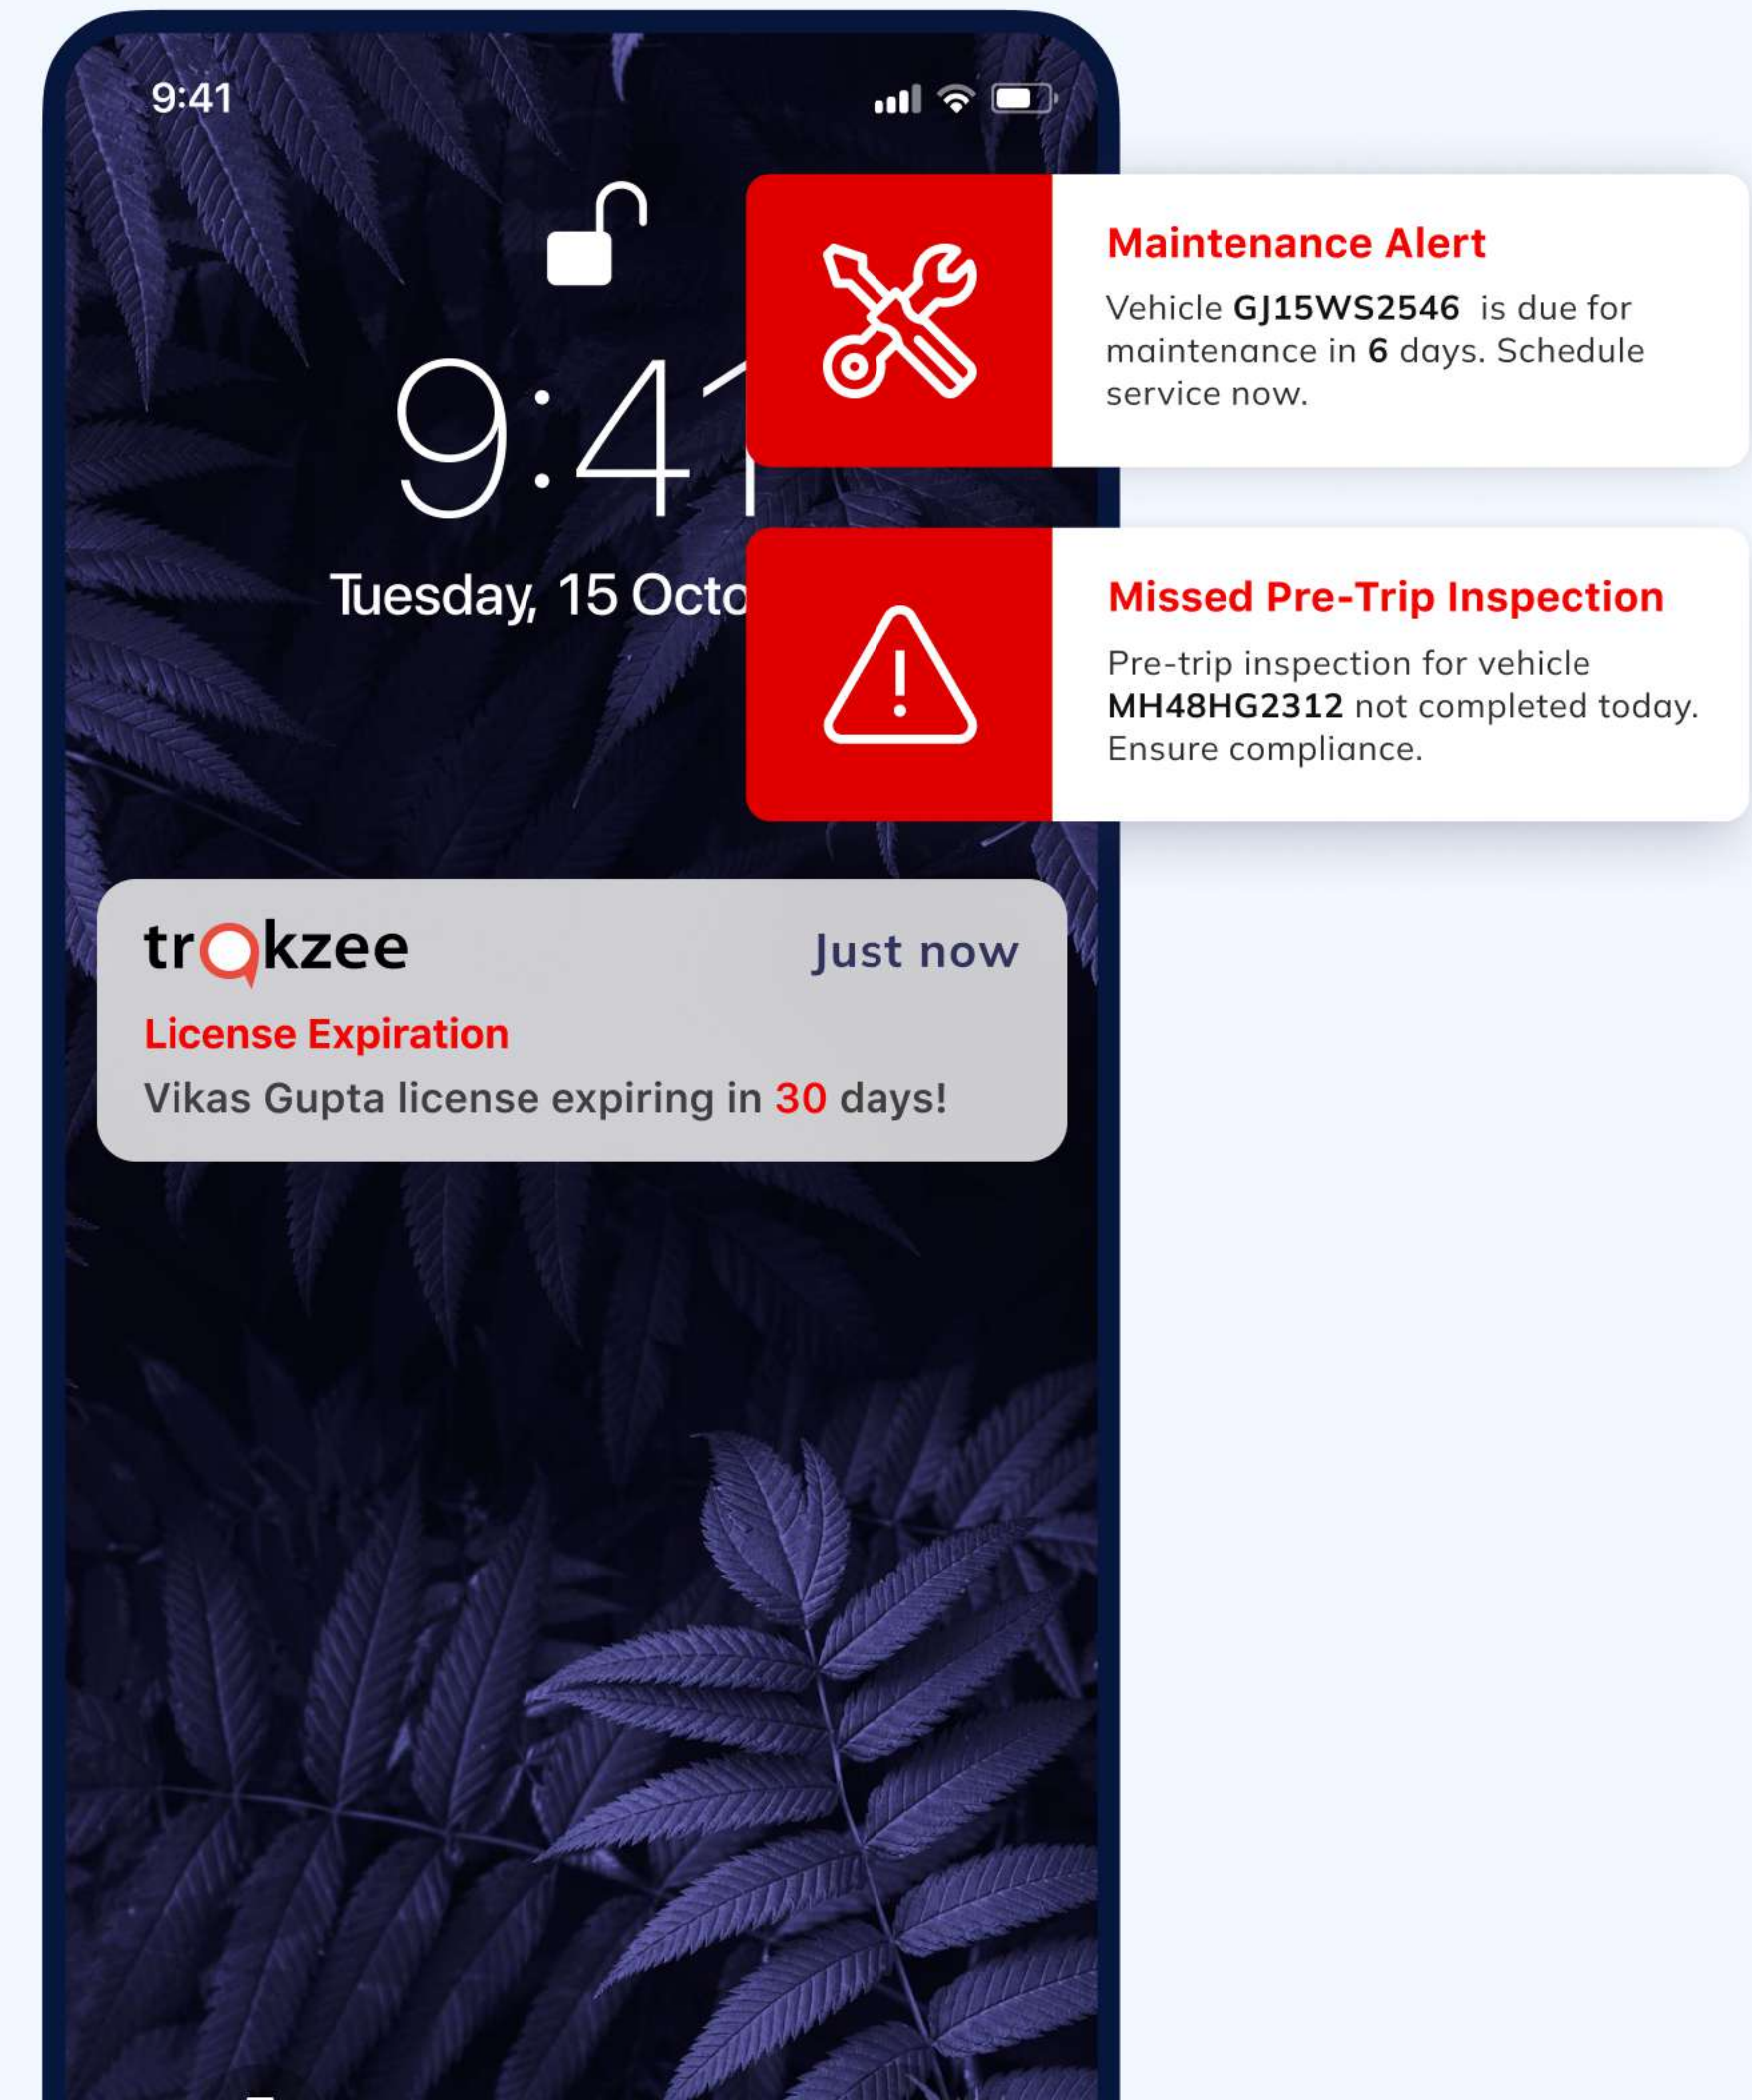 9:41
9:41
Tuesday, 15 Octo
Maintenance Alert
Vehicle GJ15WS2546 is due for
maintenance in 6 days. Schedule
service now.
Missed Pre-Trip Inspection
Pre-trip inspection for vehicle
MH48HG2312 not completed today.
Ensure compliance.
trakzee
Just now
License Expiration
Vikas Gupta license expiring in 30 days!